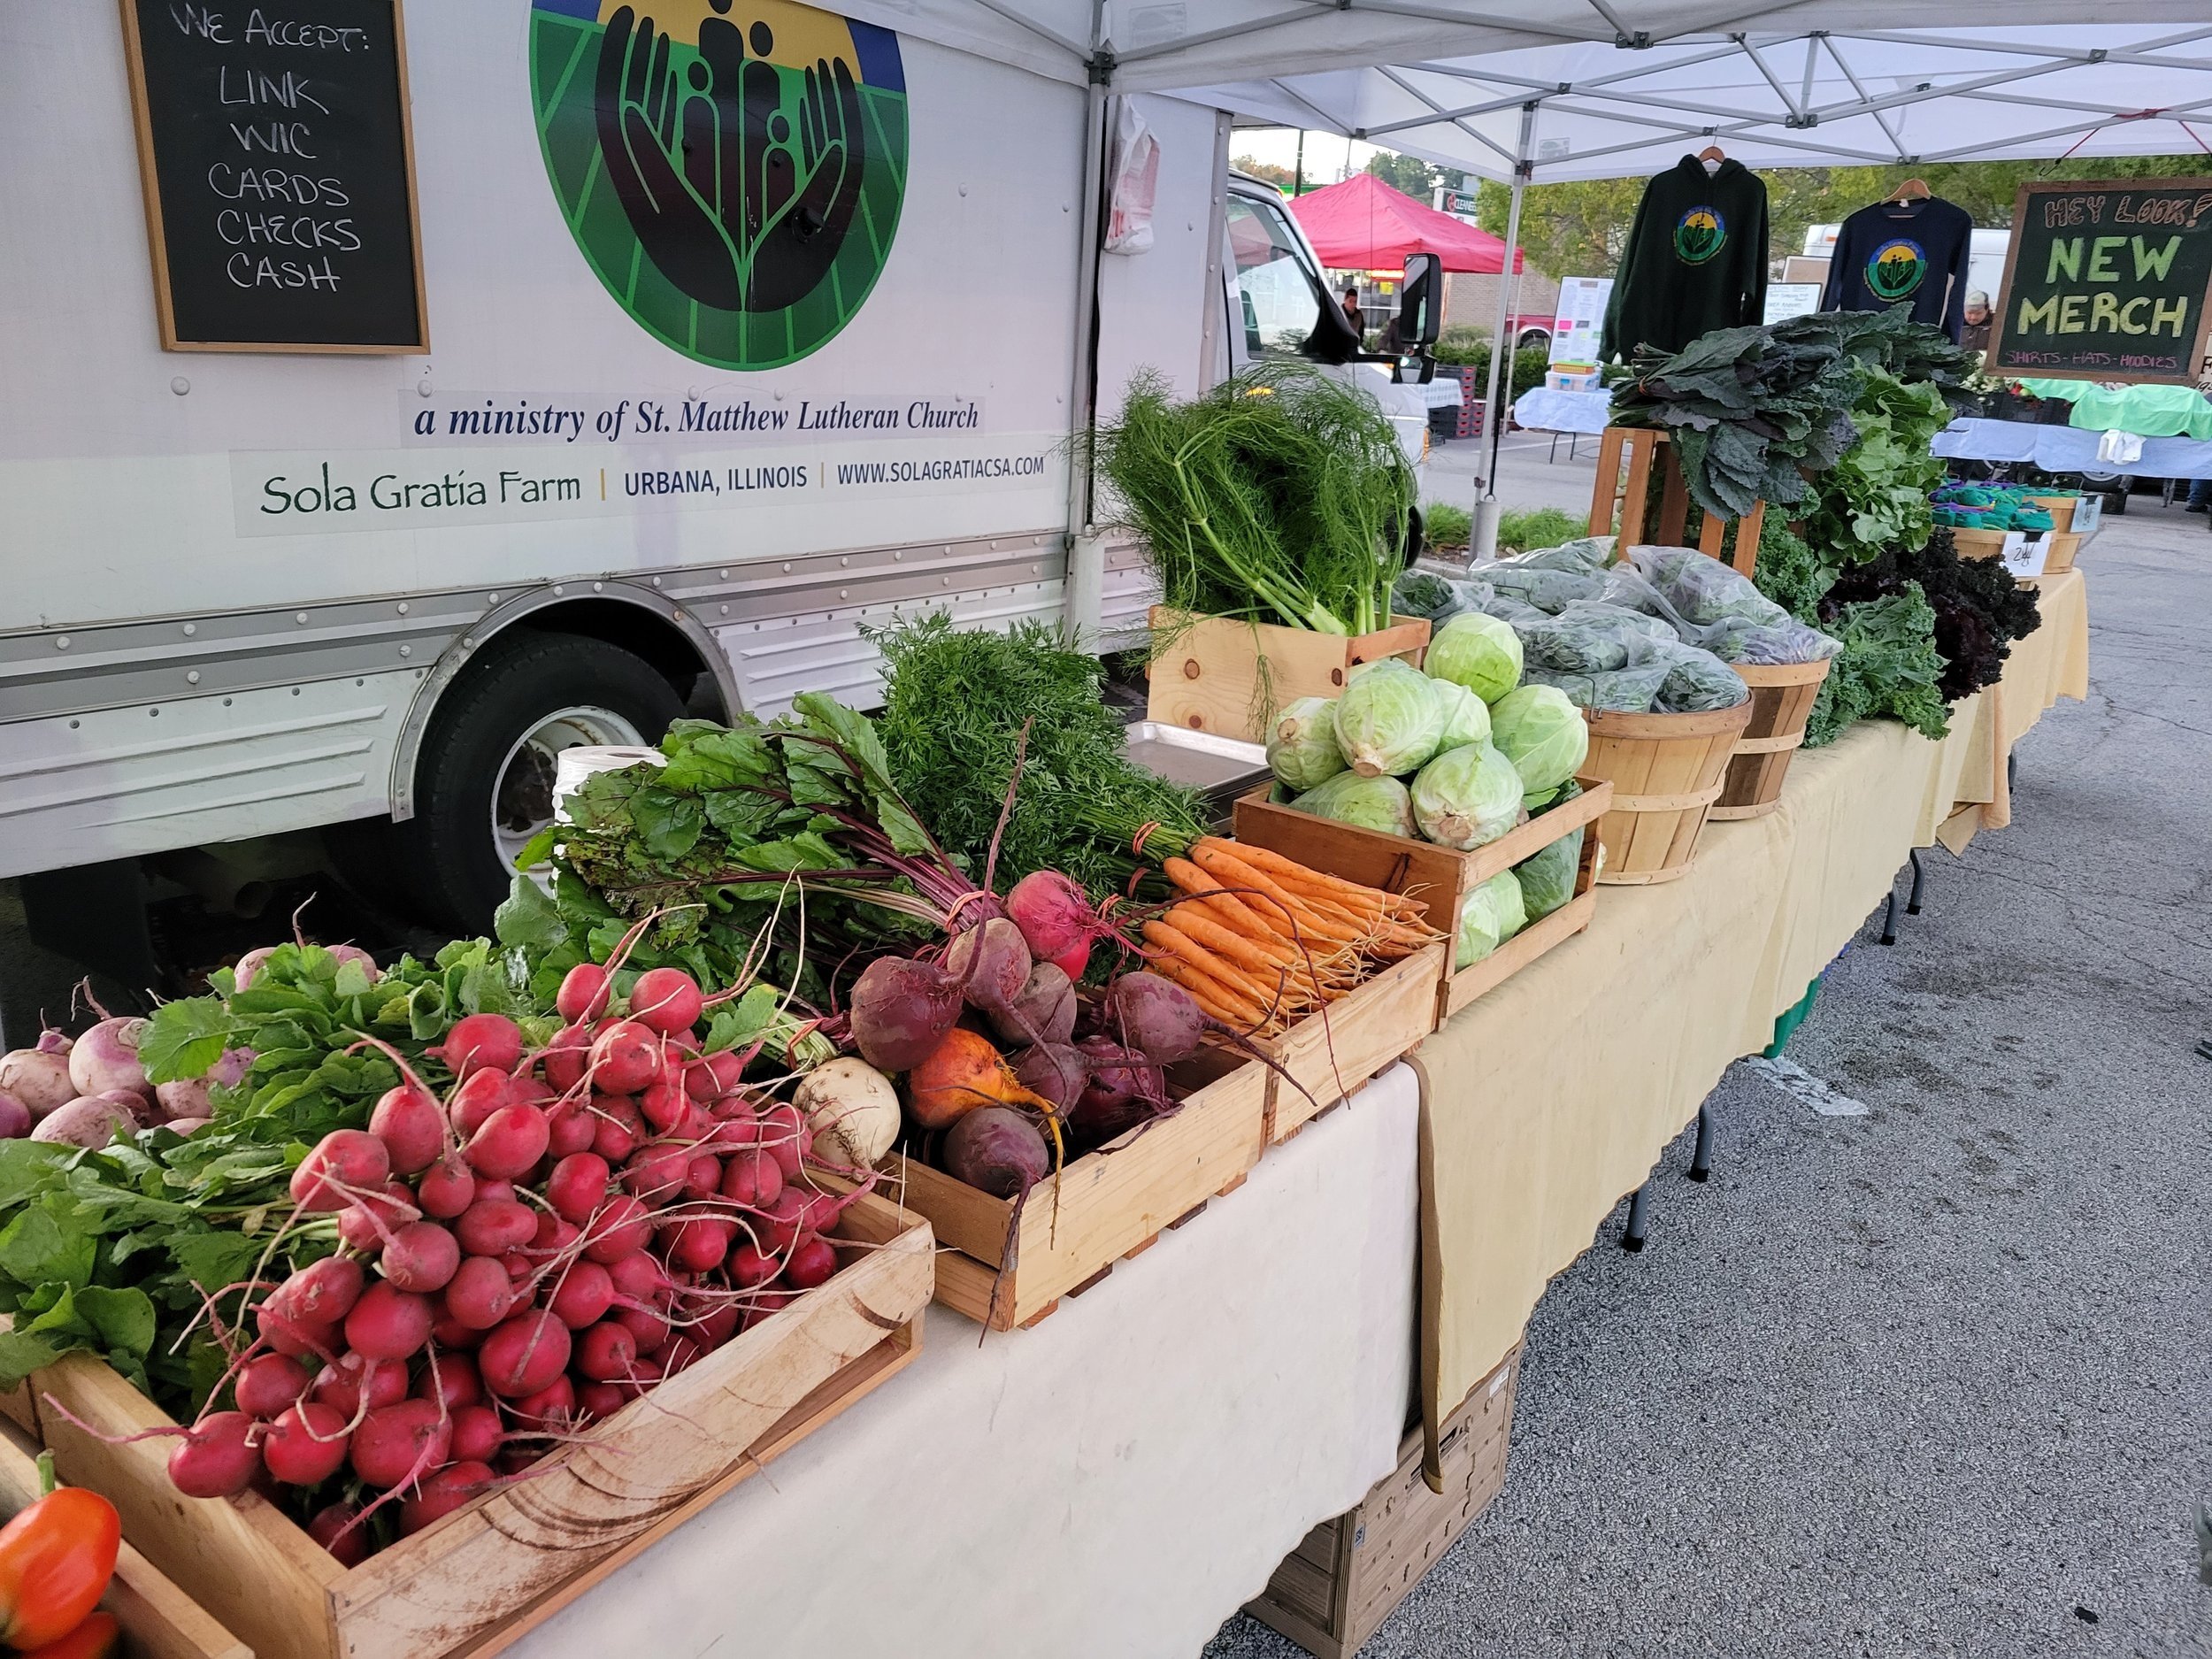 WE ACCEPT:
LINK
WIC
CARDS
CHECKS
CASH
a ministry of St. Matthew Lutheran Church
Sola Gratia Farm | URBANA, ILLINOIS | WWW.SOLAGRATIACSA.COM
HEY LOOK!
NEW
MERCH
SHIRTS-HATS-HOODIES